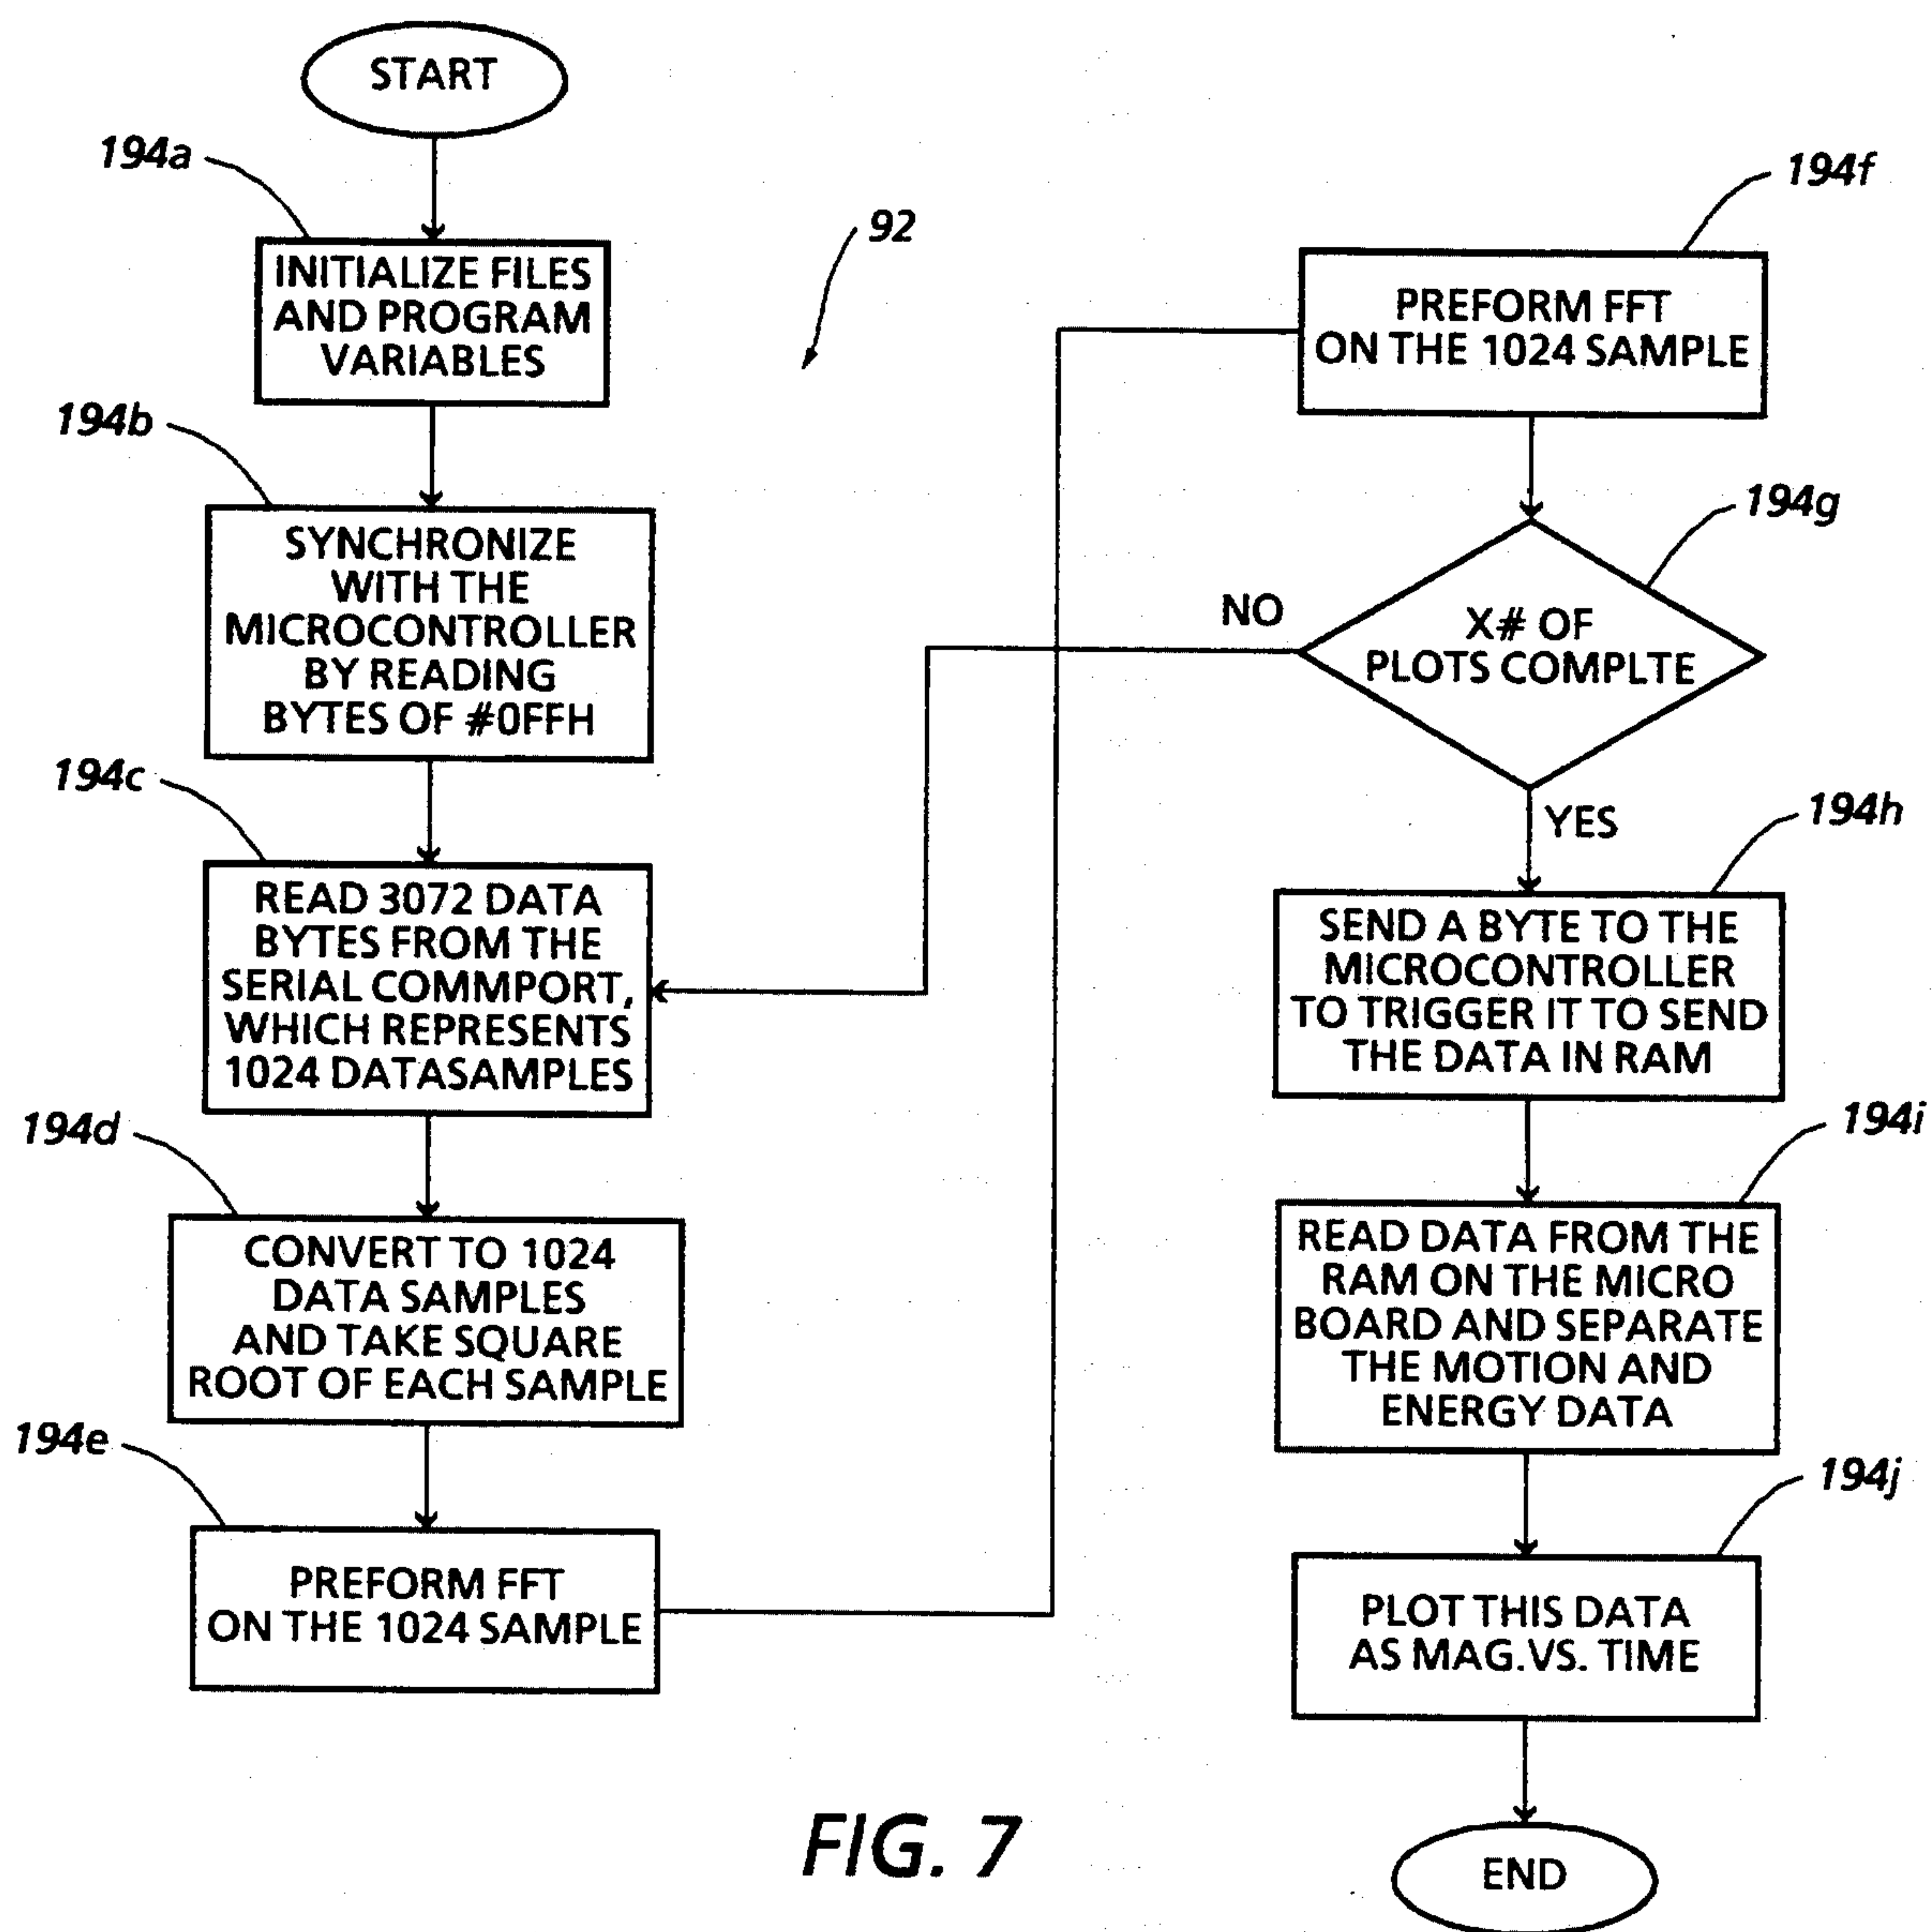 START
194a
INITIALIZE FILES
AND PROGRAM
VARIABLES
194b
SYNCHRONIZE
WITH THE
MICROCONTROLLER
BY READING
BYTES OF #0FFH
194c
READ 3072 DATA
BYTES FROM THE
SERIAL COMMPORT,
WHICH REPRESENTS
1024 DATASAMPLES
194d
CONVERT TO 1024
DATA SAMPLES
AND TAKE SQUARE
ROOT OF EACH SAMPLE
194e
PREFORM FFT
ON THE 1024 SAMPLE
92
194f
PREFORM FFT
ON THE 1024 SAMPLE
194g
X# OF
PLOTS COMPLTE
NO
YES
194h
SEND A BYTE TO THE
MICROCONTROLLER
TO TRIGGER IT TO SEND
THE DATA IN RAM
194i
READ DATA FROM THE
RAM ON THE MICRO
BOARD AND SEPARATE
THE MOTION AND
ENERGY DATA
194j
PLOT THIS DATA
AS MAG.VS. TIME
END
FIG. 7